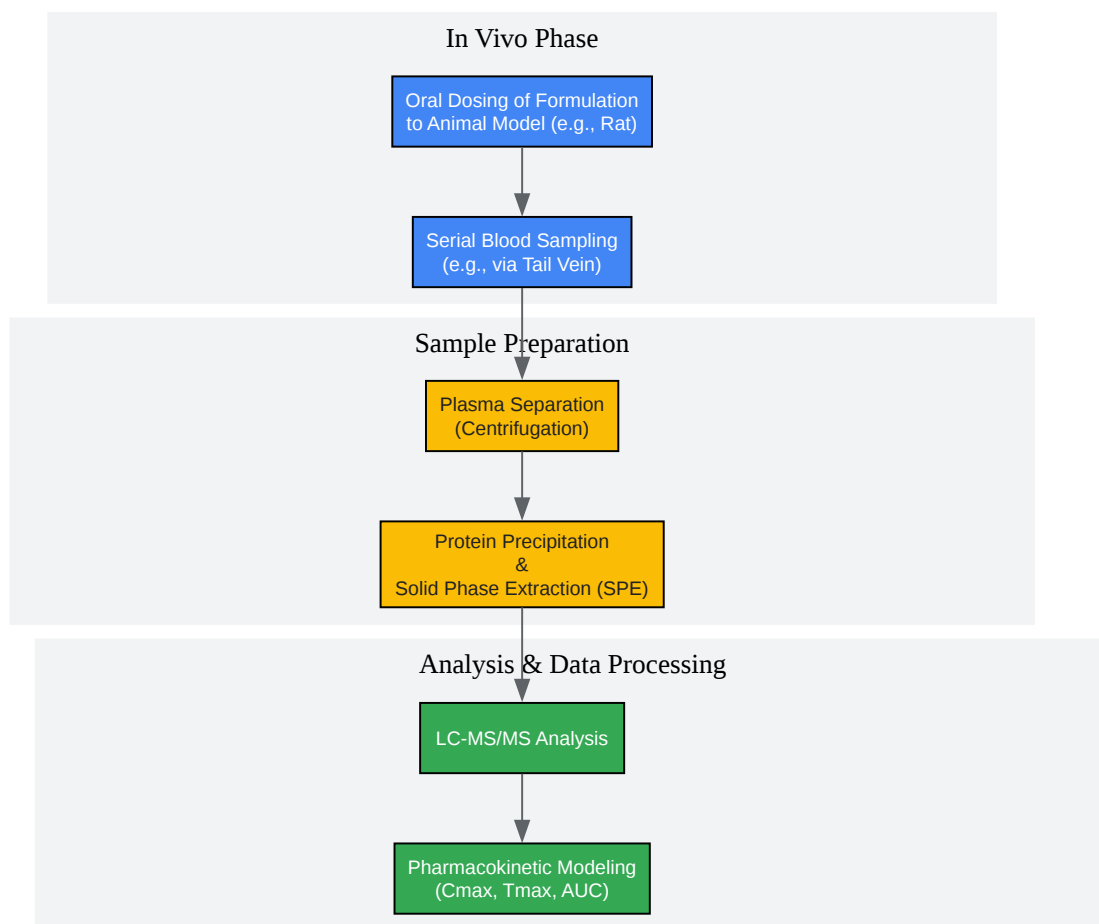 In Vivo Phase
Oral Dosing of Formulation
to Animal Model (e.g., Rat)
Serial Blood Sampling
(e.g., via Tail Vein)
Sample Preparation
Plasma Separation
(Centrifugation)
Protein Precipitation
&
Solid Phase Extraction (SPE)
Analysis & Data Processing
LC-MS/MS Analysis
Pharmacokinetic Modeling
(Cmax, Tmax, AUC)